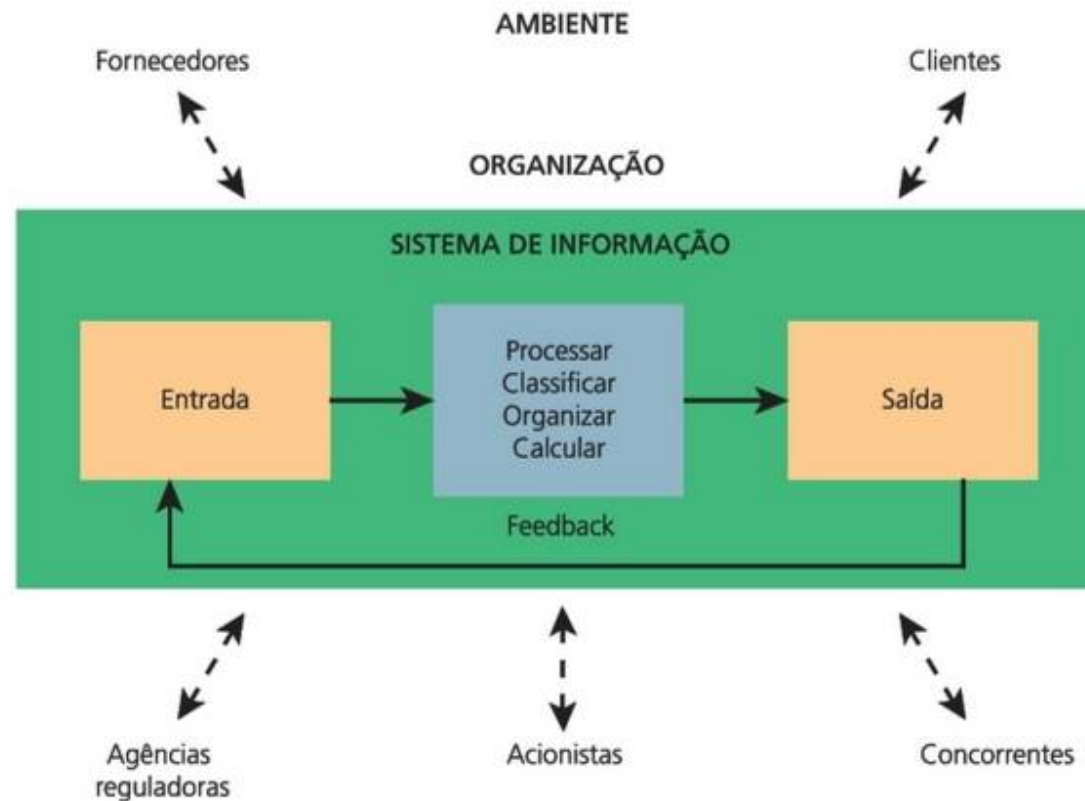 AMBIENTE
Fornecedores
Clientes
ORGANIZAÇÃO
SISTEMA DE INFORMAÇÃO
Entrada
Processar
Classificar
Organizar
Calcular
Saída
Feedback
Agências
reguladoras
Acionistas
Concorrentes